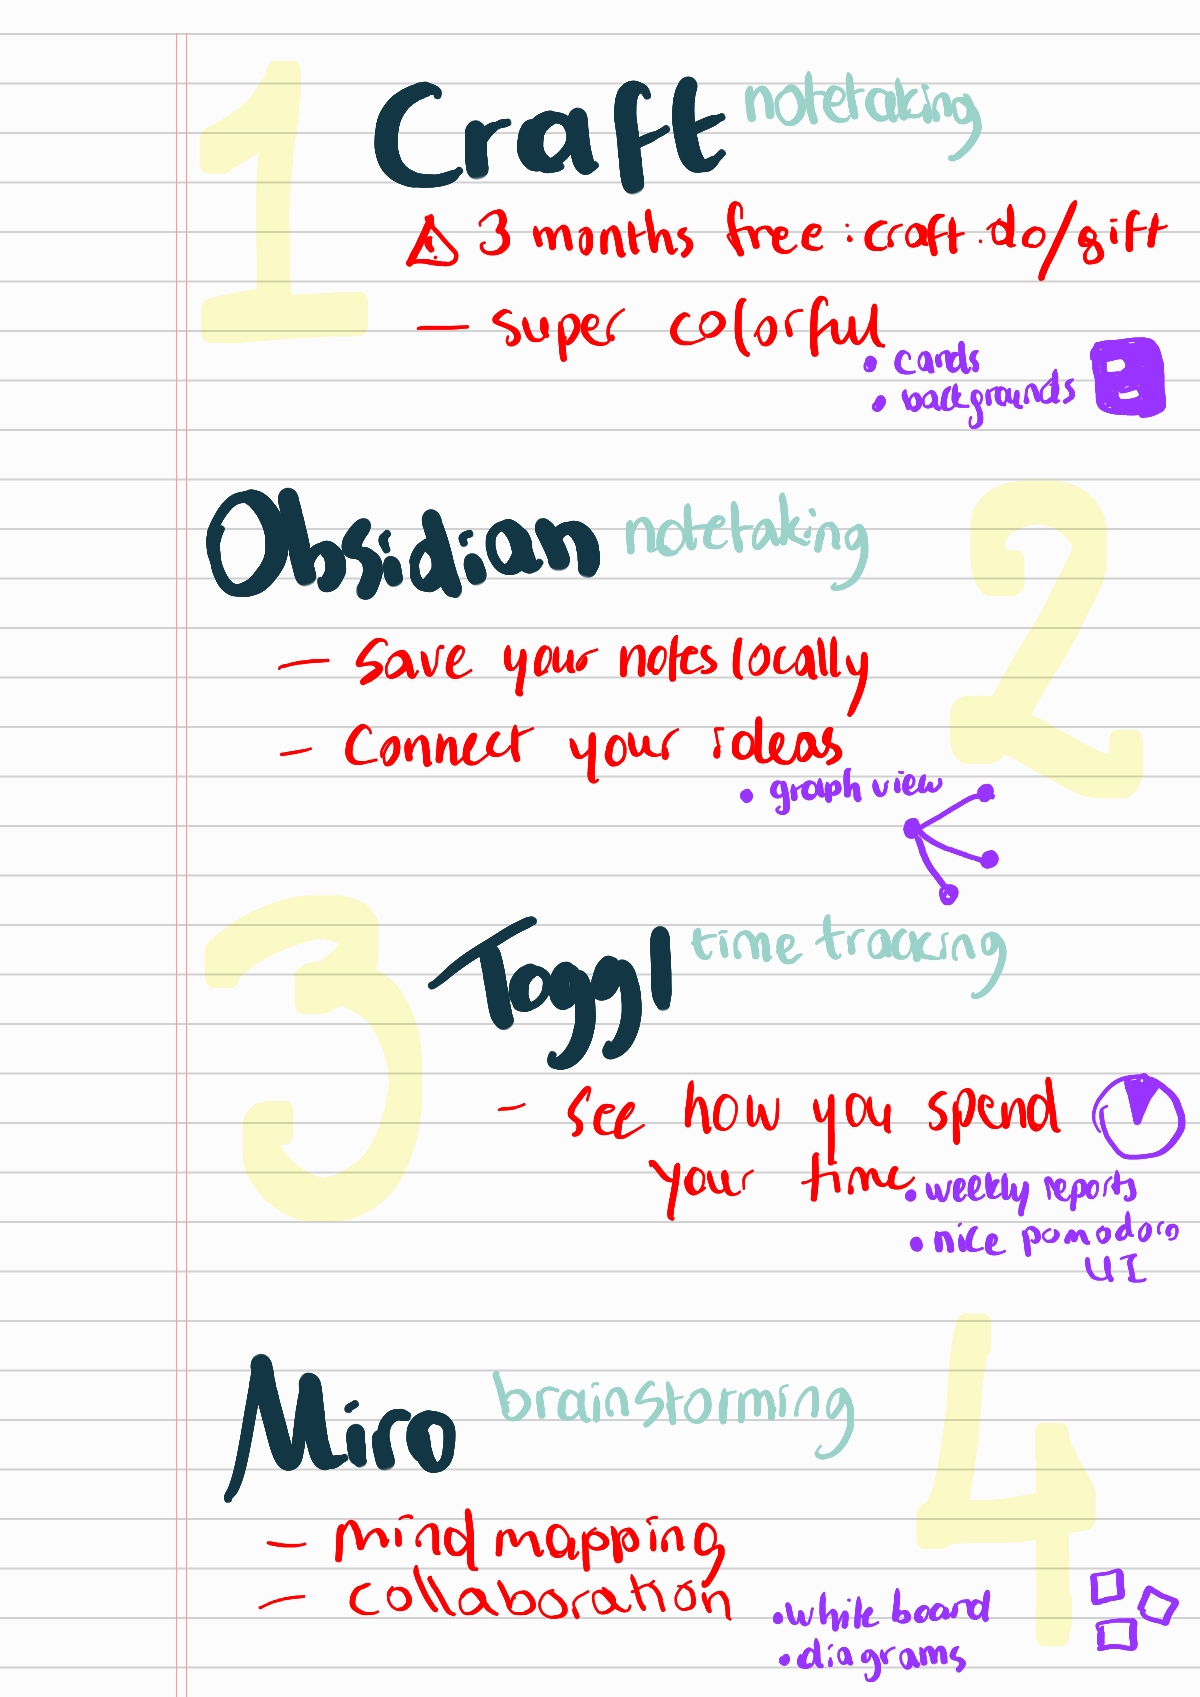 1
Craft notetaking
⚠ 3 months free : craft.do/gift
— super colorful
• cards
• backgrounds
2
Obsidian notetaking
— Save your notes locally
— Connect your ideas
• graph view
3
Toggl time tracking
- see how you spend
your time
• weekly reports
• nice pomodoro
UI
4
Miro brainstorming
— mind mapping
— collaboration
• white board
• diagrams